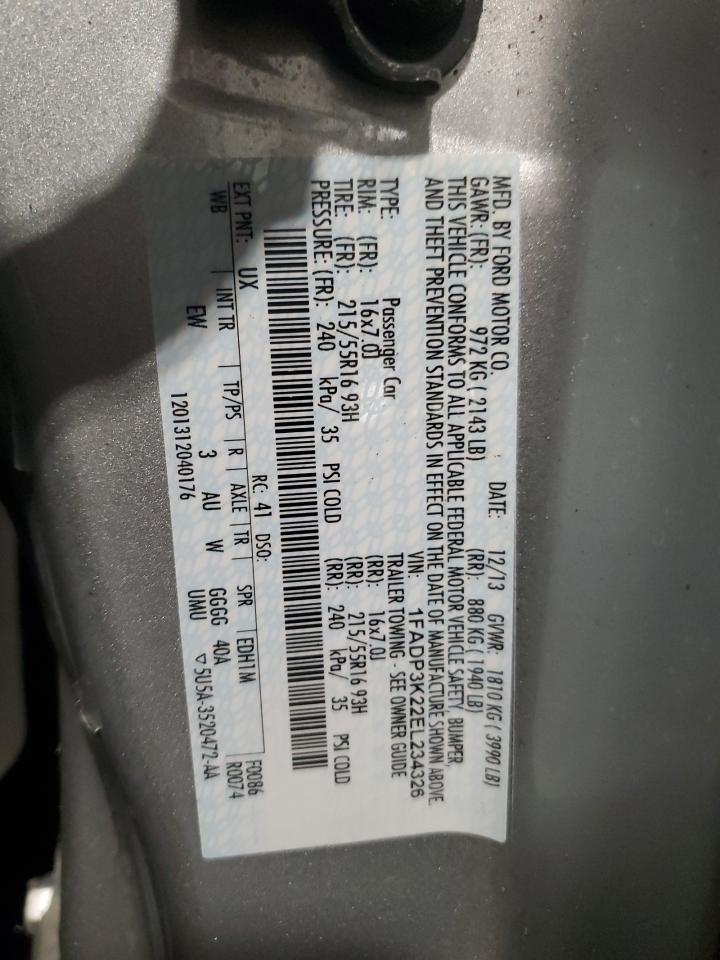 MFD. BY FORD MOTOR CO. DATE: 12/13 GVWR: 1810 KG ( 3990 LB)
GAWR: (FR): 972 KG ( 2143 LB) (RR): 880 KG ( 1940 LB)
THIS VEHICLE CONFORMS TO ALL APPLICABLE FEDERAL MOTOR VEHICLE SAFETY, BUMPER,
AND THEFT PREVENTION STANDARDS IN EFFECT ON THE DATE OF MANUFACTURE SHOWN ABOVE.
VIN: 1FADP3K22EL234326
TYPE: Passenger Car TRAILER TOWING - SEE OWNER GUIDE
RIM: (FR): 16x7.0J (RR): 16x7.0J
TIRE: (FR): 215/55R16 93H (RR): 215/55R16 93H
PRESSURE: (FR): 240 kPa/ 35 PSI COLD (RR): 240 kPa/ 35 PSI COLD
EXT PNT: UX RC: 41 DSO: F0086
WB | INT TR | TP/PS | R | AXLE | TR | SPR | EDH1M R0074
EW 3 AU W GGGG 40A
1201312040176 UMU ▽5U5A-3520472-AA